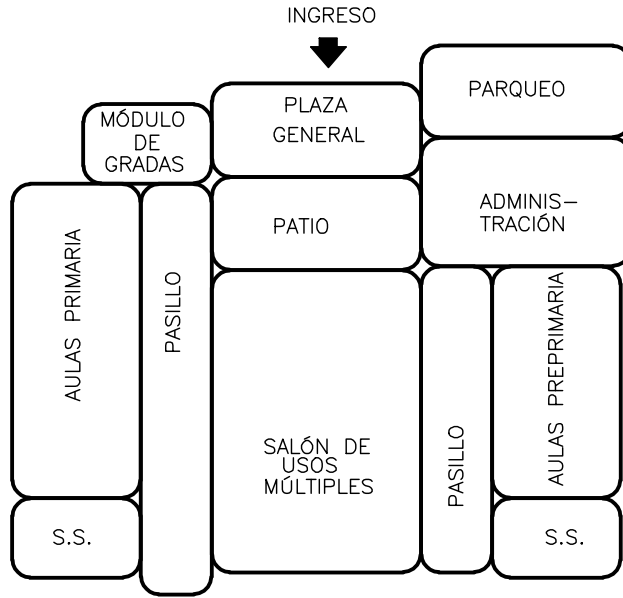 INGRESO
PARQUEO
PLAZA
GENERAL
MÓDULO
DE
GRADAS
ADMINIS-
TRACIÓN
PATIO
AULAS PRIMARIA
PASILLO
SALÓN DE
USOS
MÚLTIPLES
PASILLO
AULAS PREPRIMARIA
S.S.
S.S.